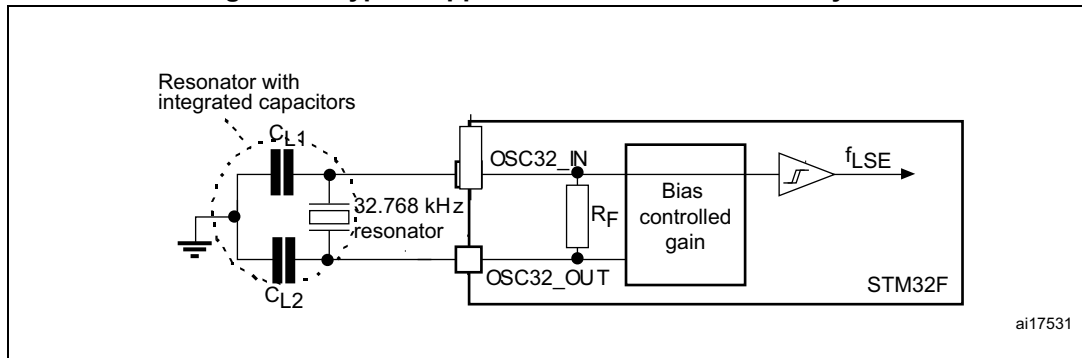 Resonator with
integrated capacitors
CL1
OSC32_IN
fLSE
Bias
controlled
gain
RF
32.768 kHz
resonator
OSC32_OUT
CL2
STM32F
ai17531